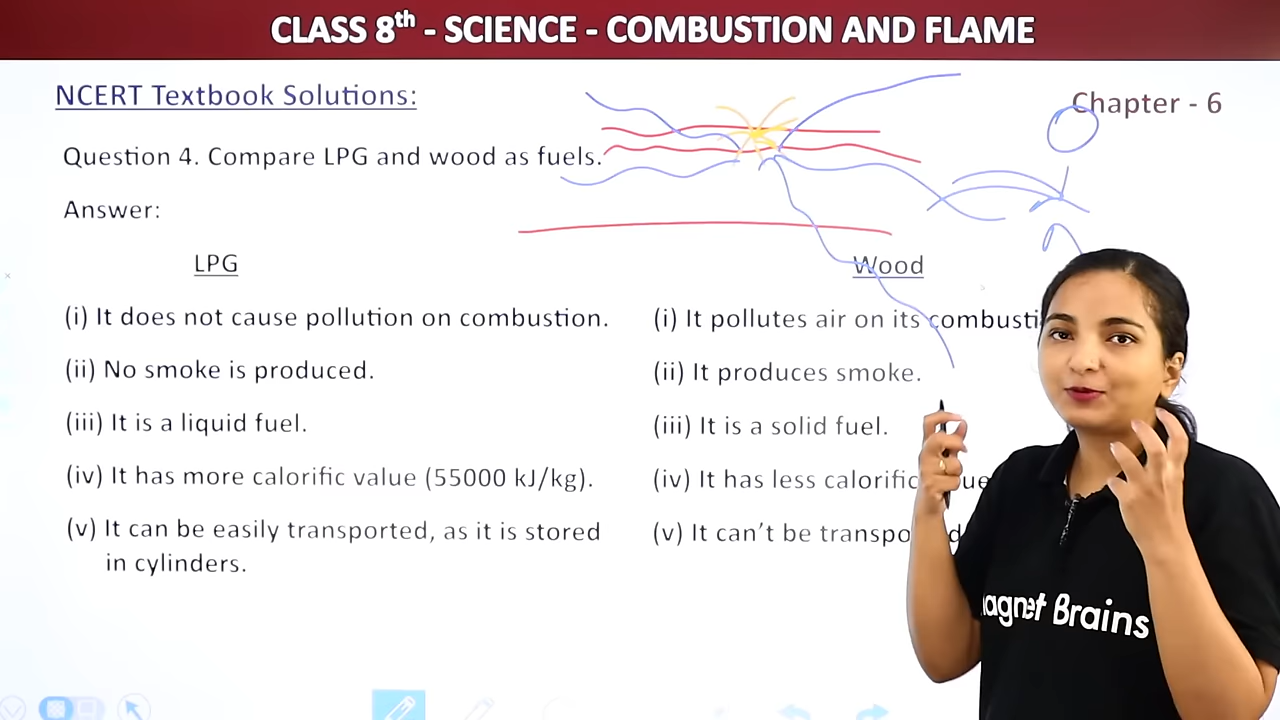 CLASS 8th - SCIENCE - COMBUSTION AND FLAME
NCERT Textbook Solutions:
Chapter - 6
Question 4. Compare LPG and wood as fuels.
Answer:
LPG
(i) It does not cause pollution on combustion.
(ii) No smoke is produced.
(iii) It is a liquid fuel.
(iv) It has more calorific value (55000 kJ/kg).
(v) It can be easily transported, as it is stored
in cylinders.
Wood
(i) It pollutes air on its
(ii) It produces smoke.
(iii) It is a solid fuel.
(iv) It has less calorific
(v) It can't be
agnet Brains